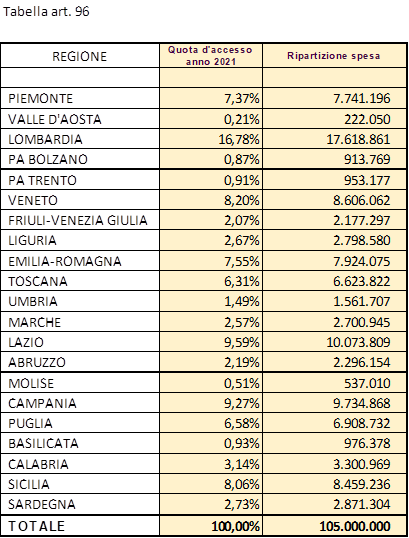 Tabella art. 96
REGIONE Quota d'accesso anno 2021 Ripartizione spesa
PIEMONTE 7,37% 7.741.196
VALLE D'AOSTA 0,21% 222.050
LOMBARDIA 16,78% 17.618.861
PA BOLZANO 0,87% 913.769
PA TRENTO 0,91% 953.177
VENETO 8,20% 8.606.062
FRIULI-VENEZIA GIULIA 2,07% 2.177.297
LIGURIA 2,67% 2.798.580
EMILIA-ROMAGNA 7,55% 7.924.075
TOSCANA 6,31% 6.623.822
UMBRIA 1,49% 1.561.707
MARCHE 2,57% 2.700.945
LAZIO 9,59% 10.073.809
ABRUZZO 2,19% 2.296.154
MOLISE 0,51% 537.010
CAMPANIA 9,27% 9.734.868
PUGLIA 6,58% 6.908.732
BASILICATA 0,93% 976.378
CALABRIA 3,14% 3.300.969
SICILIA 8,06% 8.459.236
SARDEGNA 2,73% 2.871.304
TOTALE 100,00% 105.000.000